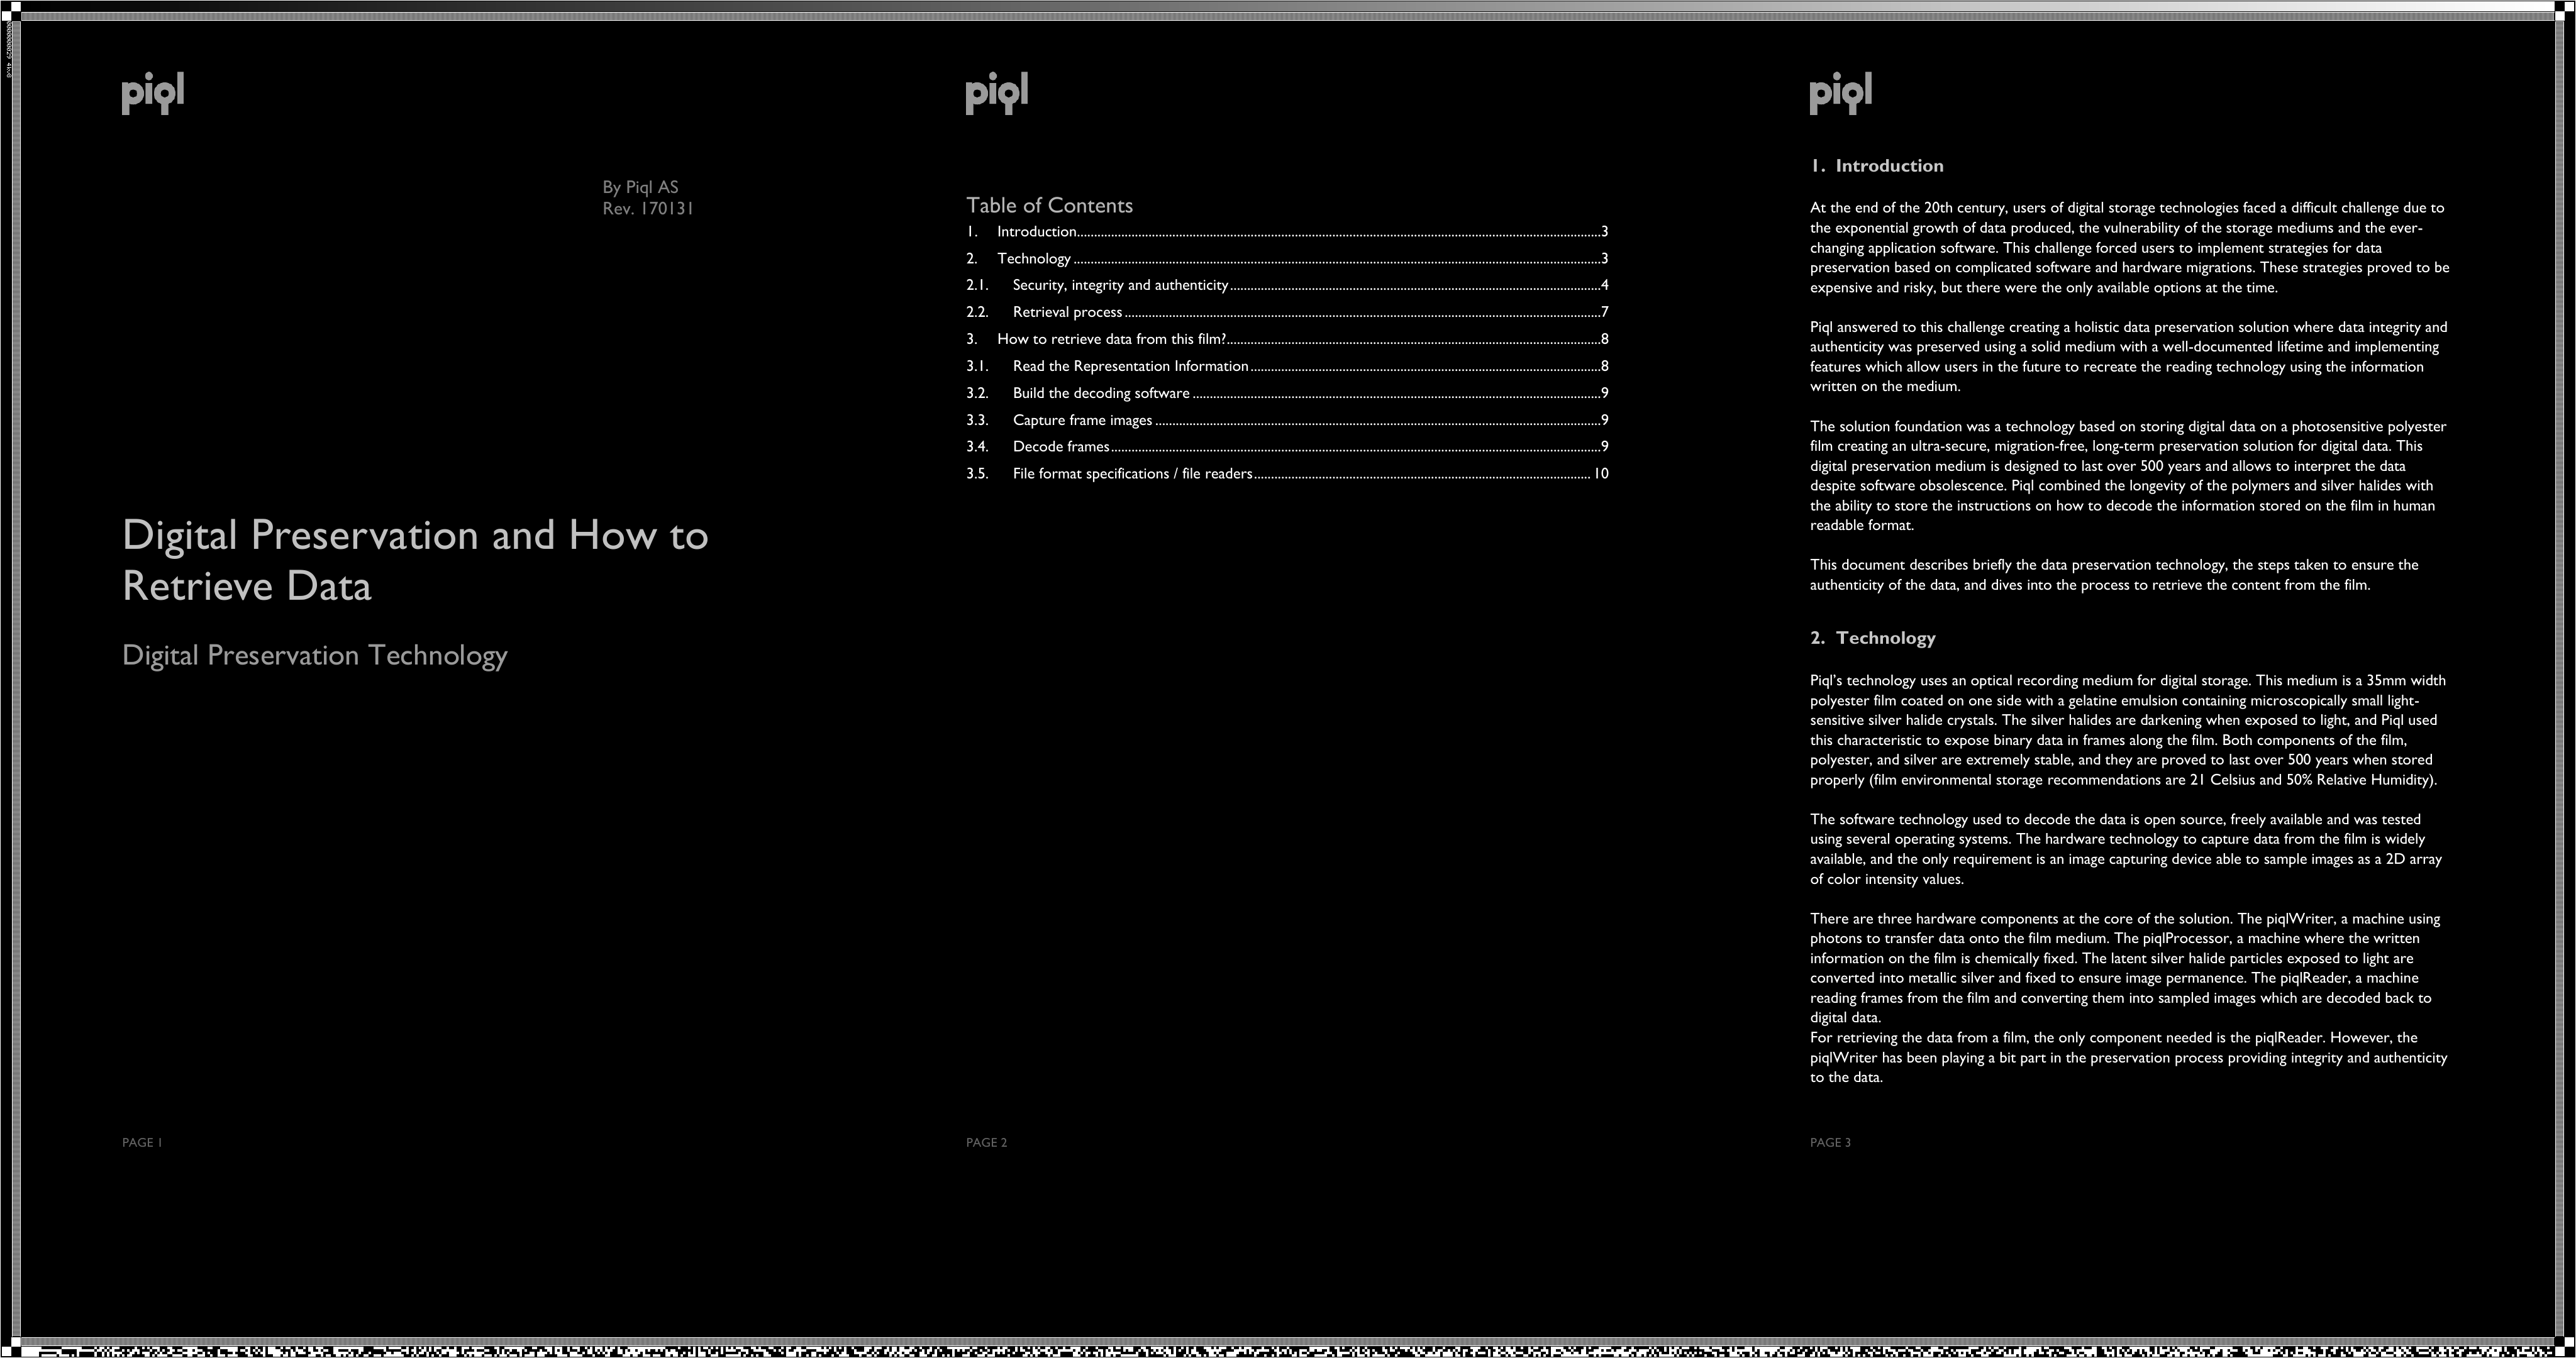 piql
By Piql AS
Rev. 170131
Digital Preservation and How to
Retrieve Data
Digital Preservation Technology
PAGE 1
piql
Table of Contents
1. Introduction 3
2. Technology 3
2.1. Security, integrity and authenticity 4
2.2. Retrieval process 7
3. How to retrieve data from this film? 8
3.1. Read the Representation Information 8
3.2. Build the decoding software 9
3.3. Capture frame images 9
3.4. Decode frames 9
3.5. File format specifications / file readers 10
PAGE 2
piql
1. Introduction
At the end of the 20th century, users of digital storage technologies faced a difficult challenge due to
the exponential growth of data produced, the vulnerability of the storage mediums and the ever-
changing application software. This challenge forced users to implement strategies for data
preservation based on complicated software and hardware migrations. These strategies proved to be
expensive and risky, but there were the only available options at the time.
Piql answered to this challenge creating a holistic data preservation solution where data integrity and
authenticity was preserved using a solid medium with a well-documented lifetime and implementing
features which allow users in the future to recreate the reading technology using the information
written on the medium.
The solution foundation was a technology based on storing digital data on a photosensitive polyester
film creating an ultra-secure, migration-free, long-term preservation solution for digital data. This
digital preservation medium is designed to last over 500 years and allows to interpret the data
despite software obsolescence. Piql combined the longevity of the polymers and silver halides with
the ability to store the instructions on how to decode the information stored on the film in human
readable format.
This document describes briefly the data preservation technology, the steps taken to ensure the
authenticity of the data, and dives into the process to retrieve the content from the film.
2. Technology
Piql's technology uses an optical recording medium for digital storage. This medium is a 35mm width
polyester film coated on one side with a gelatine emulsion containing microscopically small light-
sensitive silver halide crystals. The silver halides are darkening when exposed to light, and Piql used
this characteristic to expose binary data in frames along the film. Both components of the film,
polyester, and silver are extremely stable, and they are proved to last over 500 years when stored
properly (film environmental storage recommendations are 21 Celsius and 50% Relative Humidity).
The software technology used to decode the data is open source, freely available and was tested
using several operating systems. The hardware technology to capture data from the film is widely
available, and the only requirement is an image capturing device able to sample images as a 2D array
of color intensity values.
There are three hardware components at the core of the solution. The piqlWriter, a machine using
photons to transfer data onto the film medium. The piqlProcessor, a machine where the written
information on the film is chemically fixed. The latent silver halide particles exposed to light are
converted into metallic silver and fixed to ensure image permanence. The piqlReader, a machine
reading frames from the film and converting them into sampled images which are decoded back to
digital data.
For retrieving the data from a film, the only component needed is the piqlReader. However, the
piqlWriter has been playing a bit part in the preservation process providing integrity and authenticity
to the data.
PAGE 3